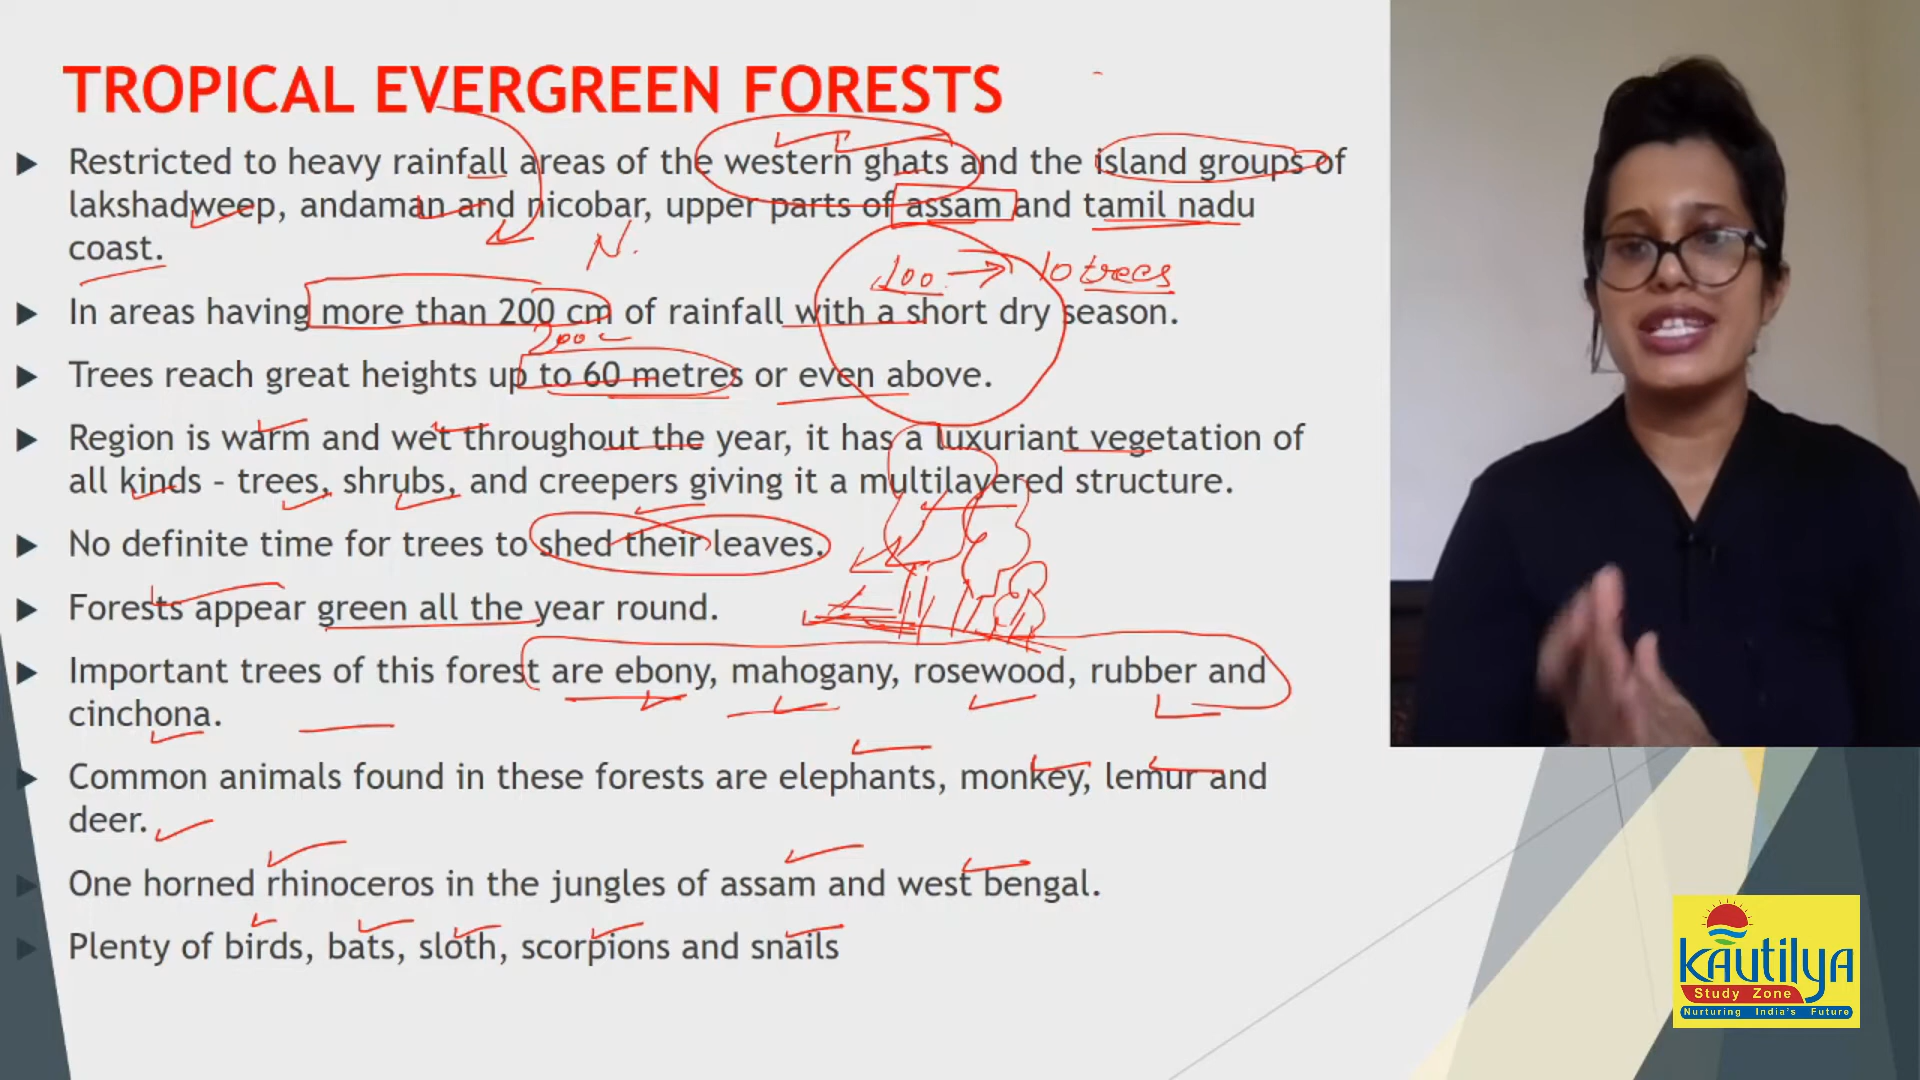 TROPICAL EVERGREEN FORESTS
Restricted to heavy rainfall areas of the western ghats and the island groups of
lakshadweep, andaman and nicobar, upper parts of assam and tamil nadu
coast.
N.
100 → 10 trees
In areas having more than 200 cm of rainfall with a short dry season.
200
Trees reach great heights up to 60 metres or even above.
Region is warm and wet throughout the year, it has a luxuriant vegetation of
all kinds - trees, shrubs, and creepers giving it a multilayered structure.
No definite time for trees to shed their leaves.
Forests appear green all the year round.
Important trees of this forest are ebony, mahogany, rosewood, rubber and
cinchona.
Common animals found in these forests are elephants, monkey, lemur and
deer.
One horned rhinoceros in the jungles of assam and west bengal.
Plenty of birds, bats, sloth, scorpions and snails
Kautilya
Study Zone
Nurturing India's Future